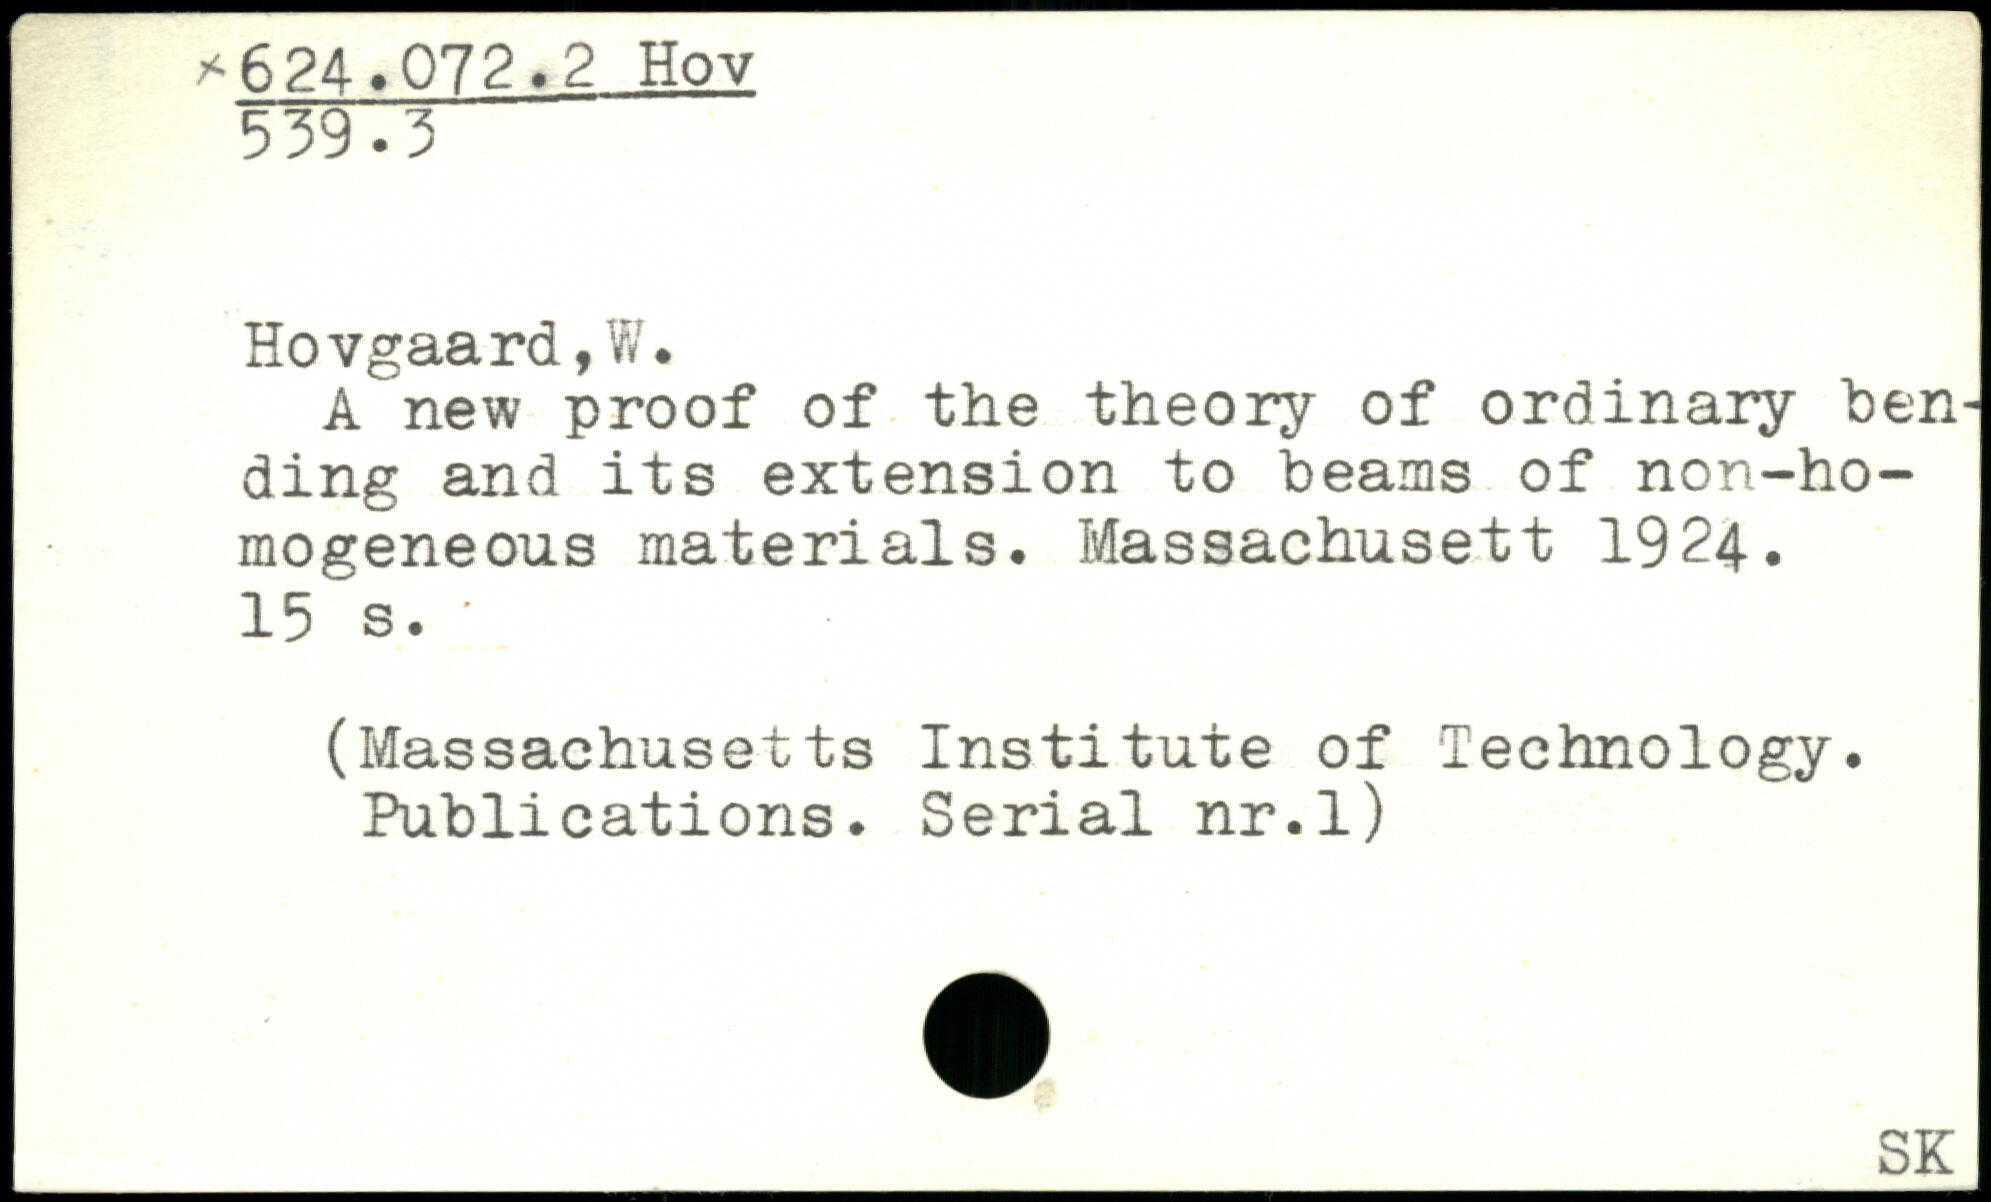 ×624.072.2 Hov
539.3
Hovgaard,W.
A new proof of the theory of ordinary ben-
ding and its extension to beams of non-ho-
mogeneous materials. Massachusett 1924.
15 s.
(Massachusetts Institute of Technology.
Publications. Serial nr.1)
SK